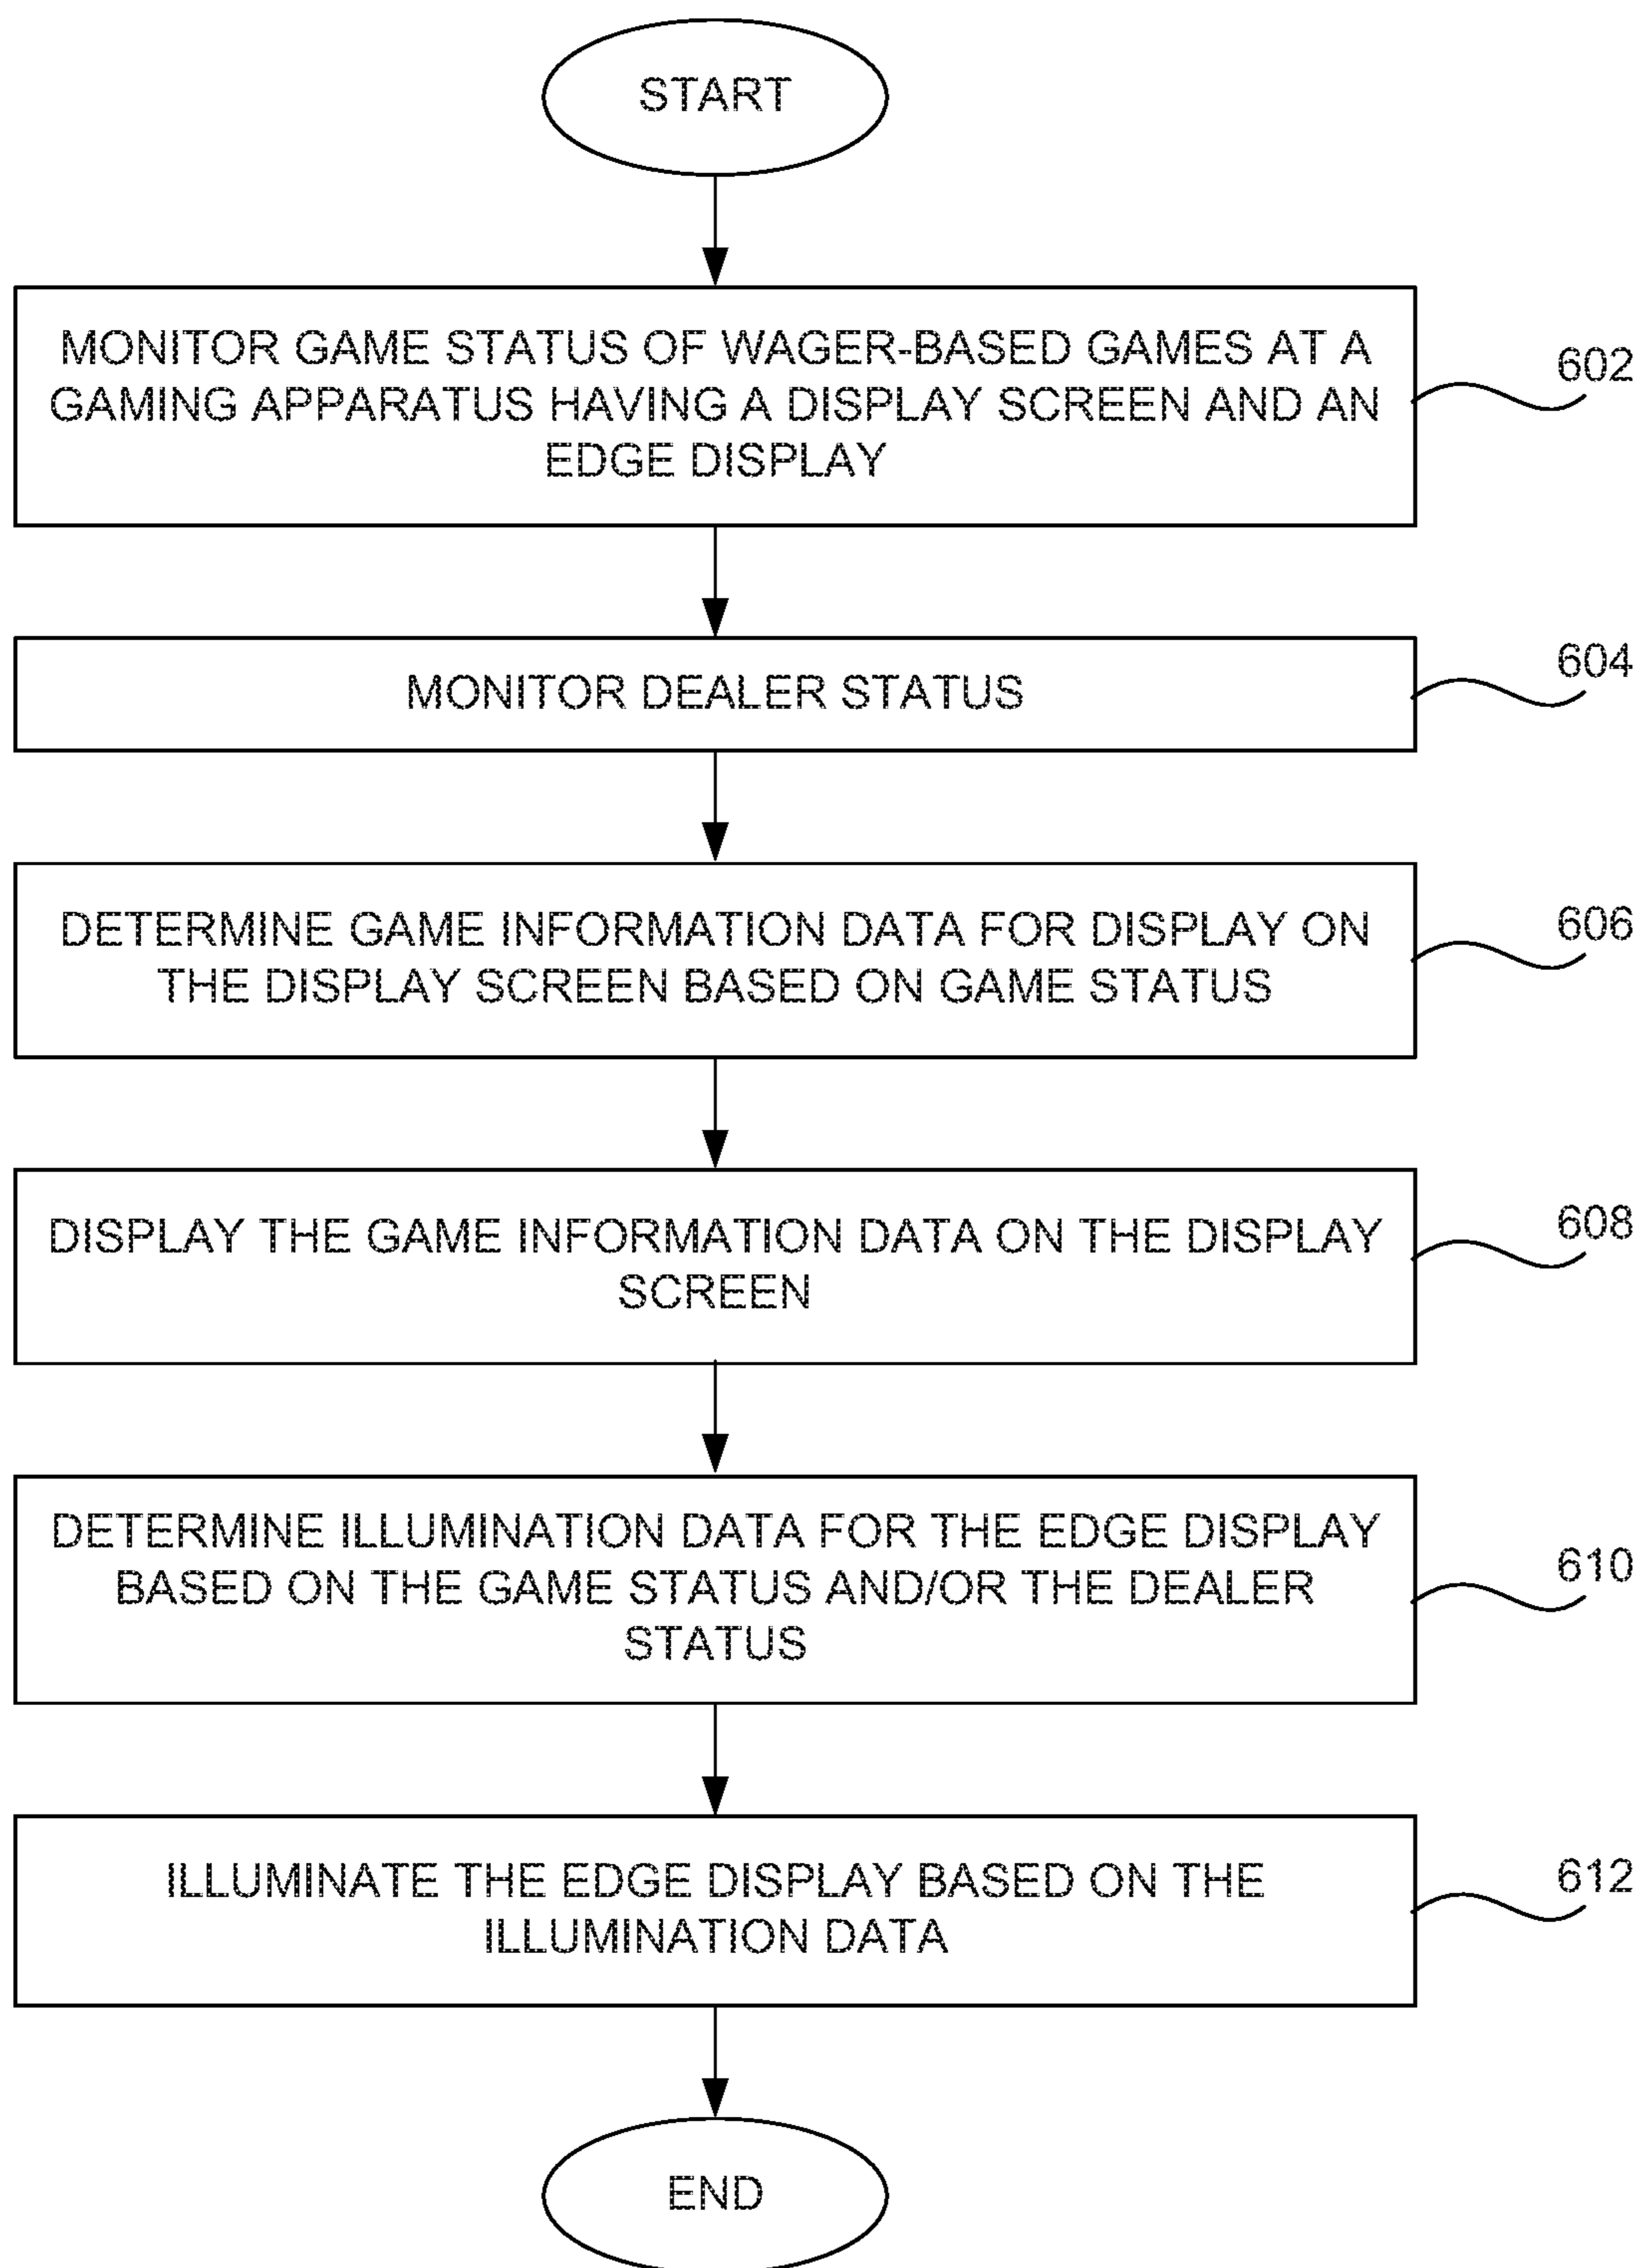 START
MONITOR GAME STATUS OF WAGER-BASED GAMES AT A
GAMING APPARATUS HAVING A DISPLAY SCREEN AND AN
EDGE DISPLAY
602
MONITOR DEALER STATUS
604
DETERMINE GAME INFORMATION DATA FOR DISPLAY ON
THE DISPLAY SCREEN BASED ON GAME STATUS
606
DISPLAY THE GAME INFORMATION DATA ON THE DISPLAY
SCREEN
608
DETERMINE ILLUMINATION DATA FOR THE EDGE DISPLAY
BASED ON THE GAME STATUS AND/OR THE DEALER
STATUS
610
ILLUMINATE THE EDGE DISPLAY BASED ON THE
ILLUMINATION DATA
612
END